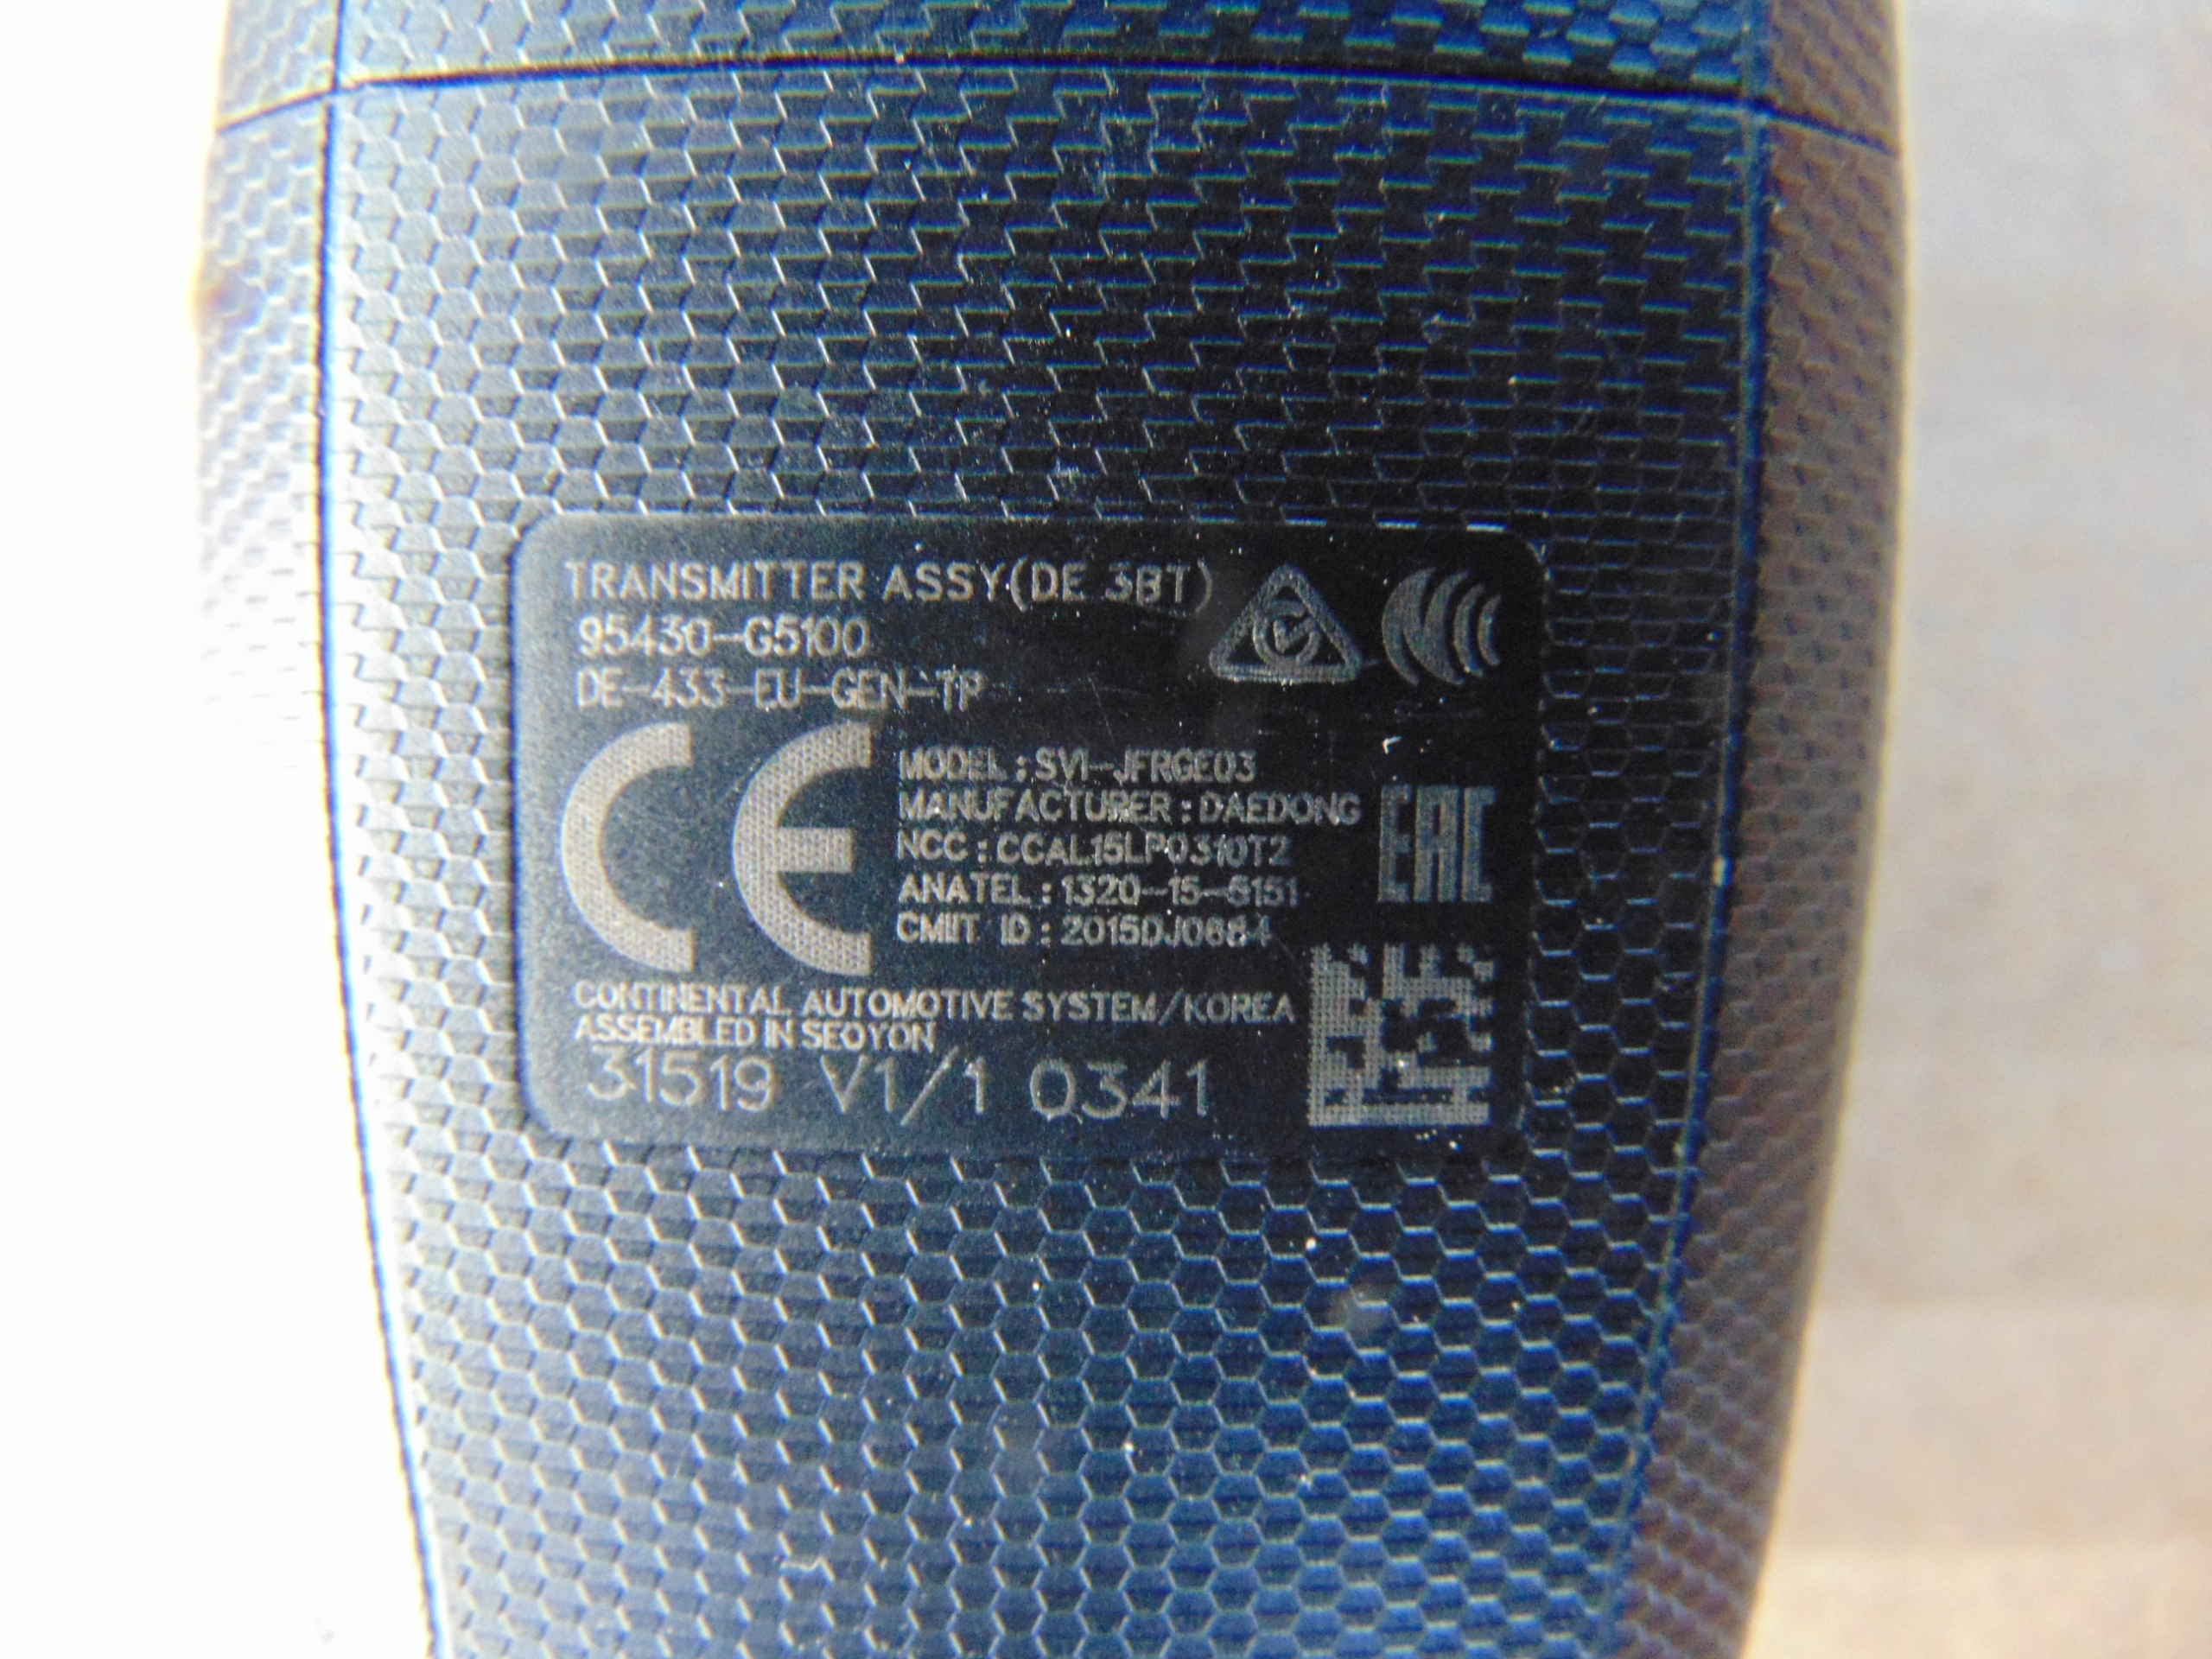 TRANSMITTER ASSY(DE 3BT)
95430-G5100
DE-433-EU-GEN-TP
CE
MODEL : SVI-JFRGE03
MANUFACTURER : DAEDONG
NCC : CCAL15LP0310T2
ANATEL : 1320-15-8151
CMIIT ID : 2015DJ0684
EAC
CONTINENTAL AUTOMOTIVE SYSTEM/KOREA
ASSEMBLED IN SEOYON
31519 V1/1 0341